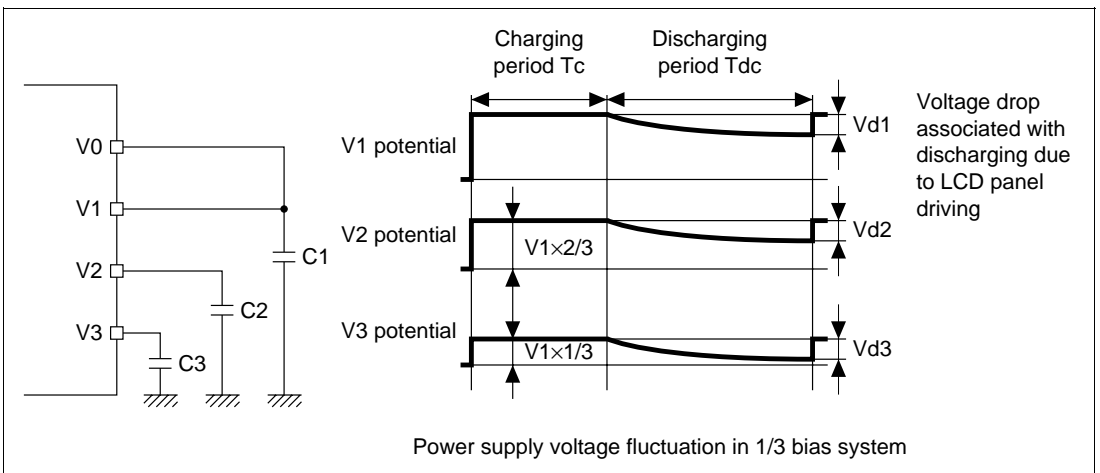 Charging
period Tc
Discharging
period Tdc
Voltage drop
associated with
discharging due
to LCD panel
driving
V0
V1
V2
V3
C1
C2
C3
V1 potential
Vd1
V2 potential
V1×2/3
Vd2
V3 potential
V1×1/3
Vd3
Power supply voltage fluctuation in 1/3 bias system